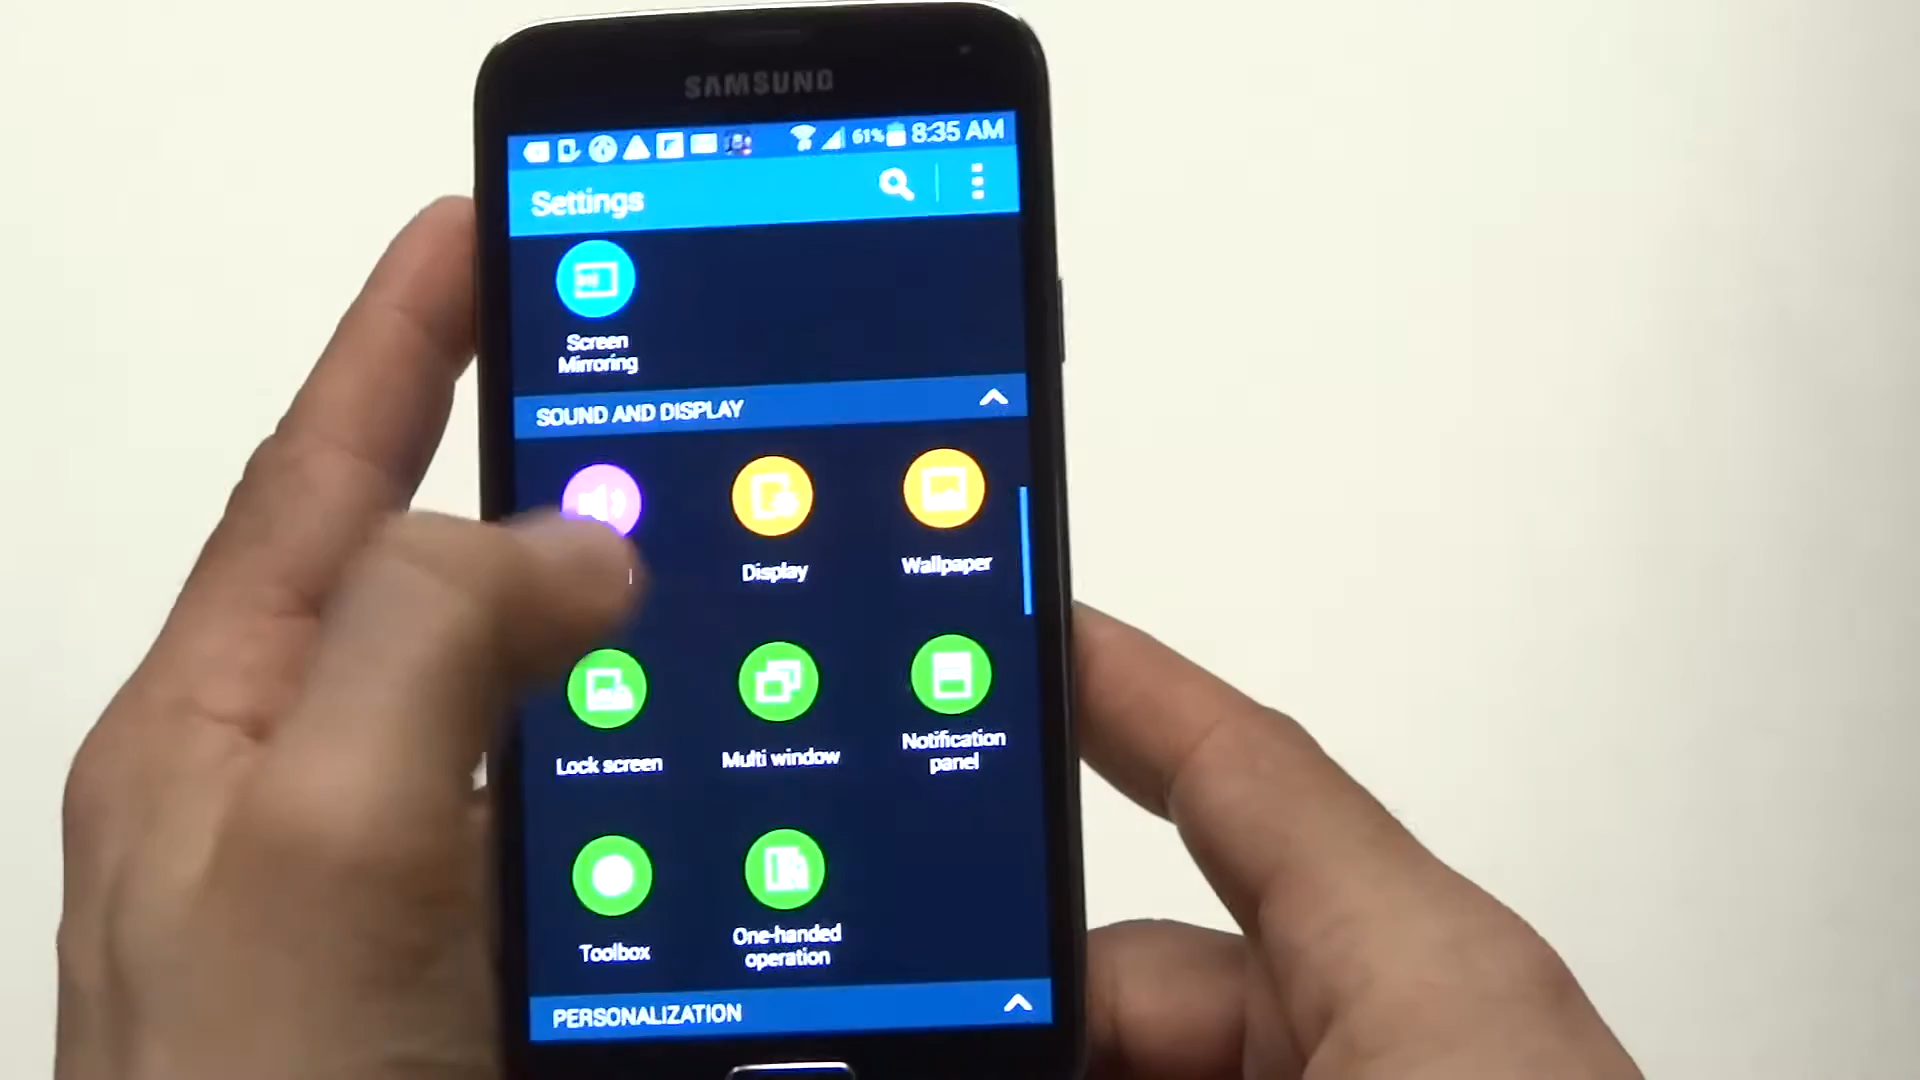 SAMSUNG
61% 8:35 AM
Settings
Screen
Mirroring
SOUND AND DISPLAY
Display
Wallpaper
Lock screen
Multi window
Notification
panel
Toolbox
One-handed
operation
PERSONALIZATION